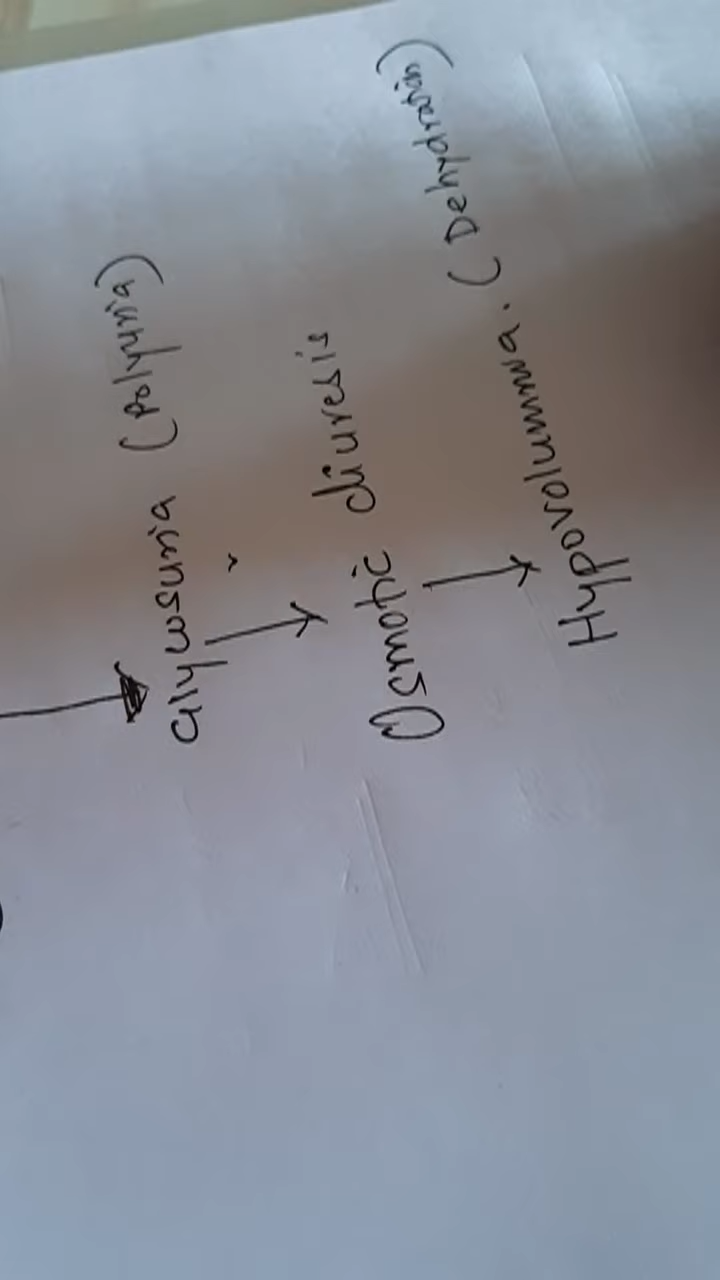 Glycosuria (Polyuria)
Osmotic diuresis
Hypovolummia. (Dehydration)